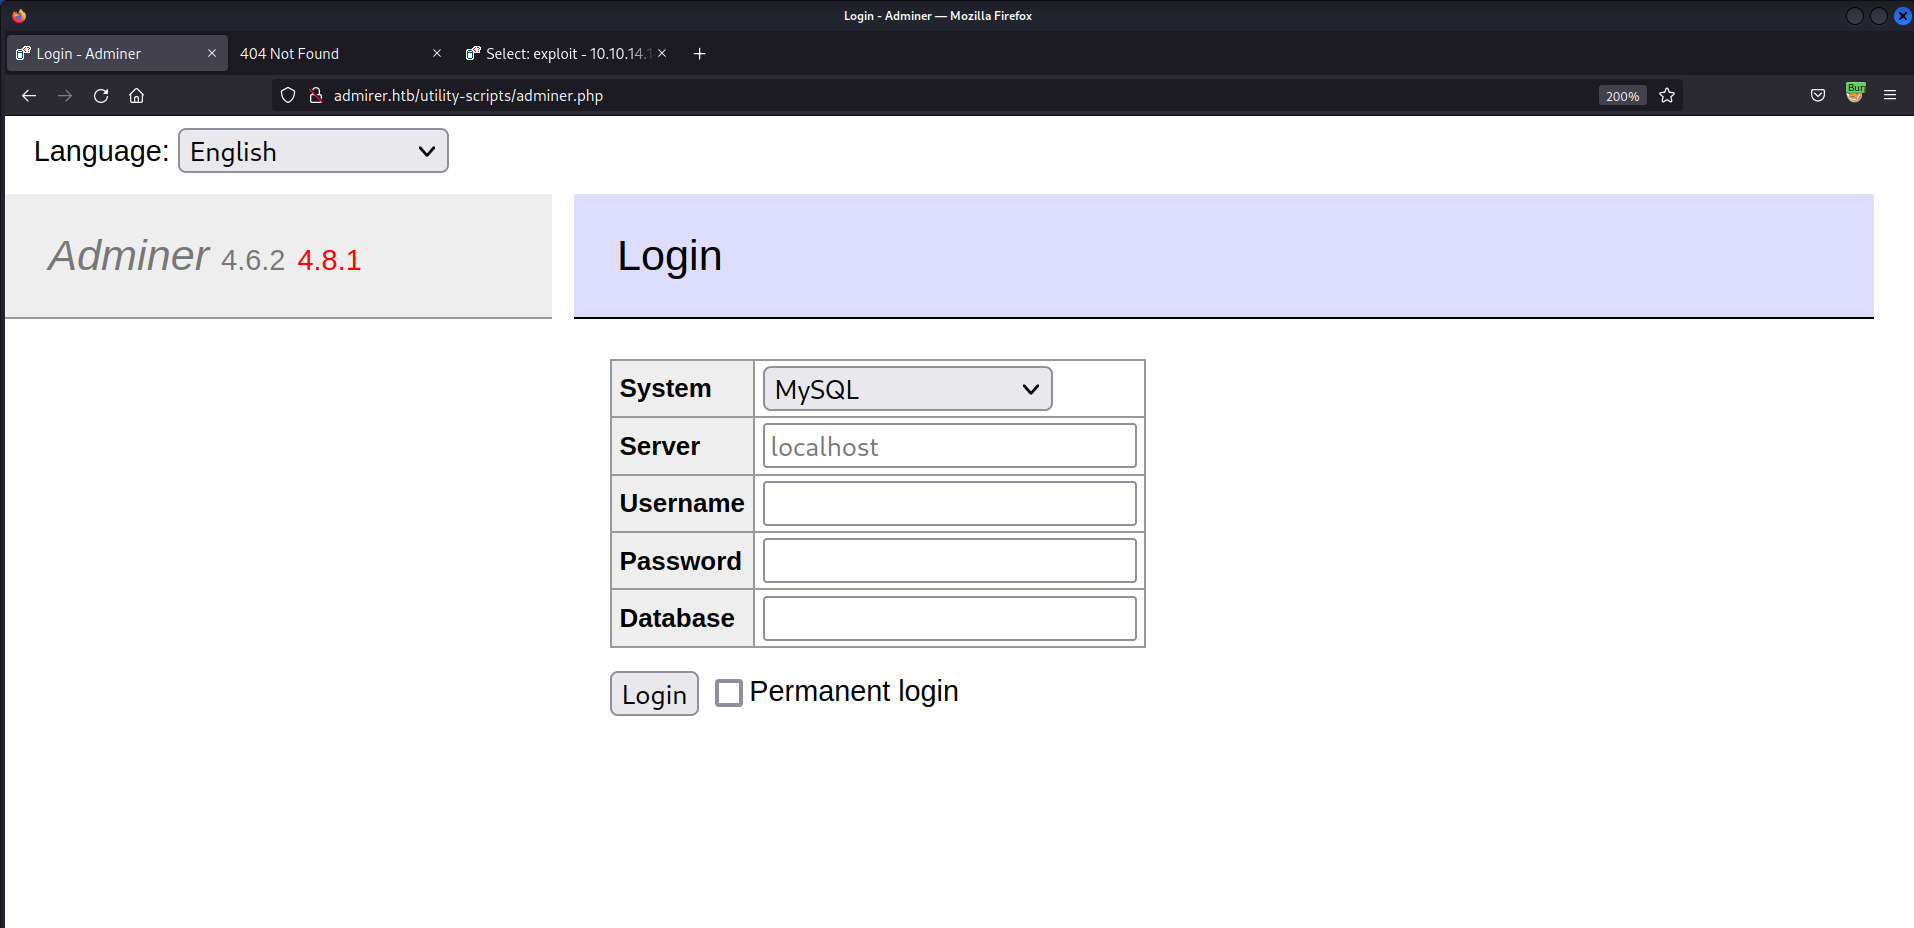 Login - Adminer — Mozilla Firefox
Login - Adminer
404 Not Found
Select: exploit - 10.10.14.1
admirer.htb/utility-scripts/adminer.php
200%
Bur
Language: English
Adminer 4.6.2 4.8.1
Login
System MySQL
Server localhost
Username
Password
Database
Login Permanent login